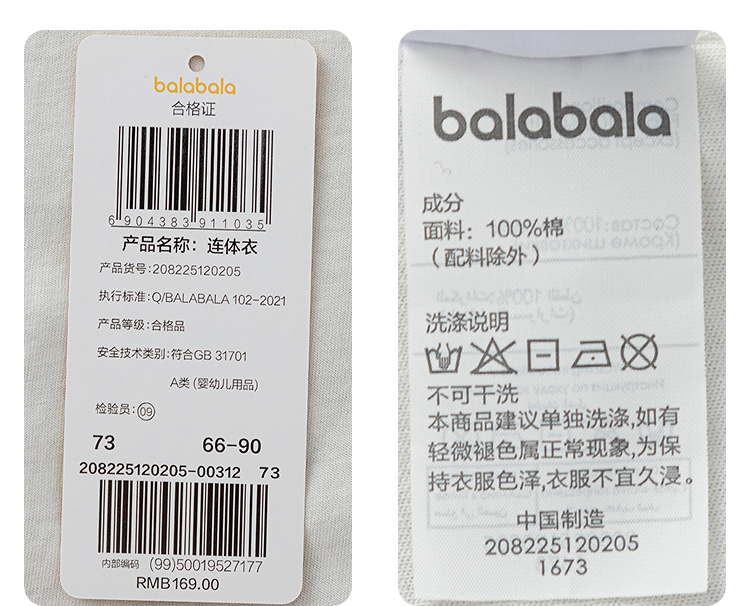 balabala
合格证
6 904383 911035
产品名称：连体衣
产品货号:208225120205
执行标准:Q/BALABALA 102-2021
产品等级:合格品
安全技术类别:符合GB 31701
A类 (婴幼儿用品)
检验员:09
73 66-90
208225120205-00312 73
内部编码 (99)50019527177
RMB169.00
balabala
成分
面料：100%棉
（配料除外）
洗涤说明
不可干洗
本商品建议单独洗涤,如有
轻微褪色属正常现象,为保
持衣服色泽,衣服不宜久浸。
中国制造
208225120205
1673